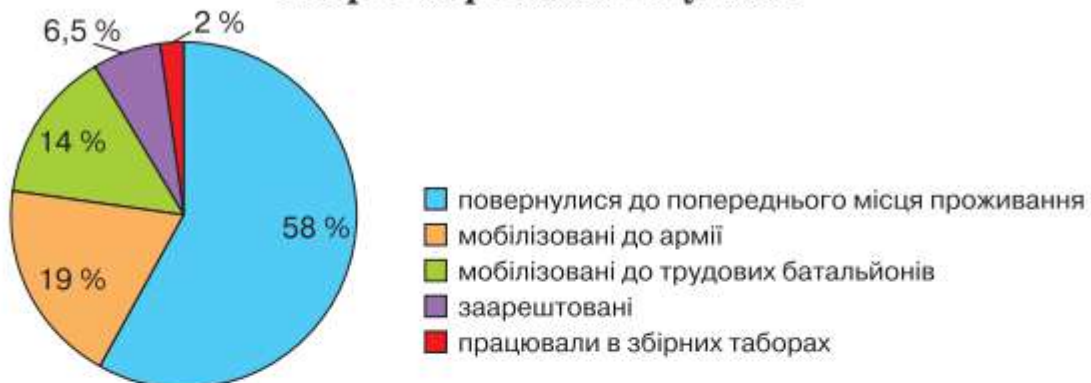 6,5 %
2 %
14 %
58 %
19 %
повернулися до попереднього місця проживання
мобілізовані до армії
мобілізовані до трудових батальйонів
заарештовані
працювали в збірних таборах